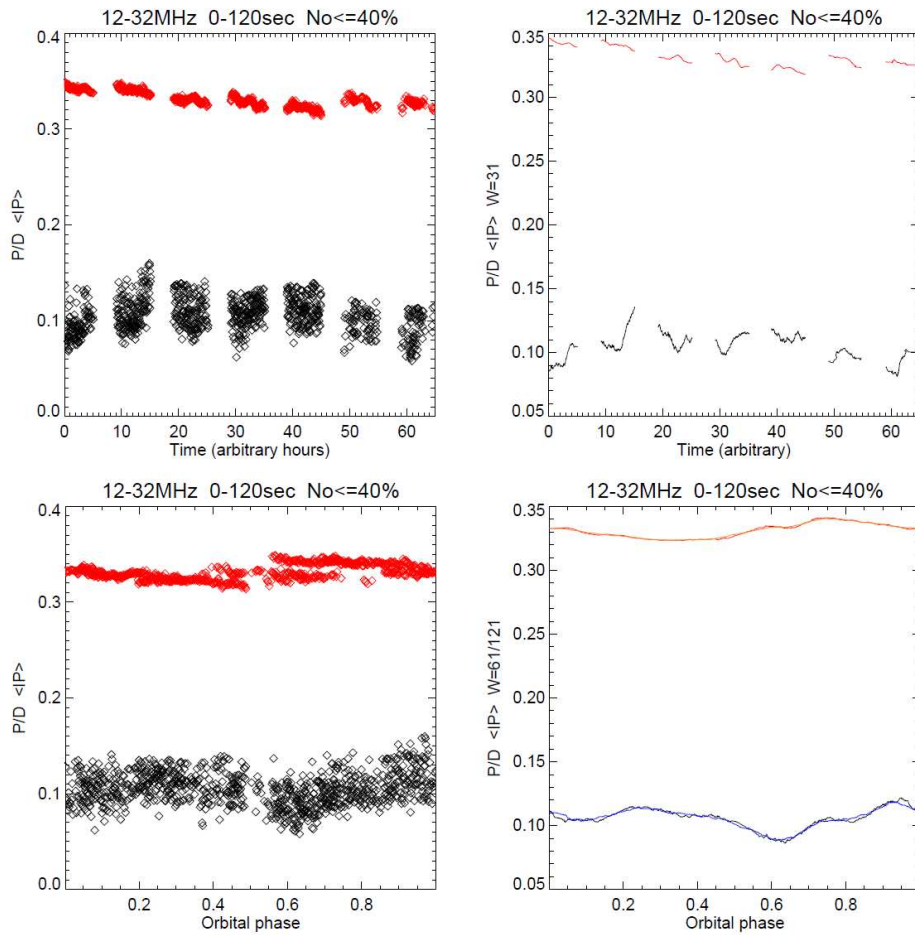 12-32MHz 0-120sec No<=40%
0.4
0.3
0.2
0.1
0.0
P/D <IP>
0 10 20 30 40 50 60
Time (arbitrary hours)
12-32MHz 0-120sec No<=40%
0.35
0.30
0.25
0.20
0.15
0.10
0.05
P/D <IP> W=31
0 10 20 30 40 50 60
Time (arbitrary)
12-32MHz 0-120sec No<=40%
0.4
0.3
0.2
0.1
0.0
P/D <IP>
0.2 0.4 0.6 0.8
Orbital phase
12-32MHz 0-120sec No<=40%
0.35
0.30
0.25
0.20
0.15
0.10
0.05
P/D <IP> W=61/121
0.2 0.4 0.6 0.8
Orbital phase